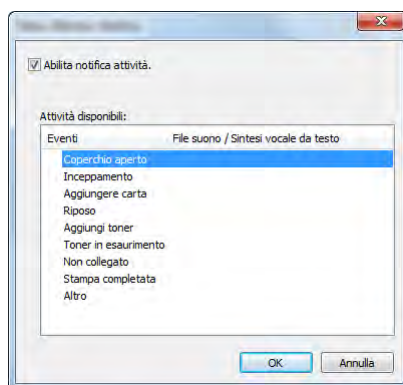 Abilita notifica attività.
Attività disponibili:
Eventi File suono / Sintesi vocale da testo
Coperchio aperto
Inceppamento
Aggiungere carta
Riposo
Aggiungi toner
Toner in esaurimento
Non collegato
Stampa completata
Altro
OK Annulla